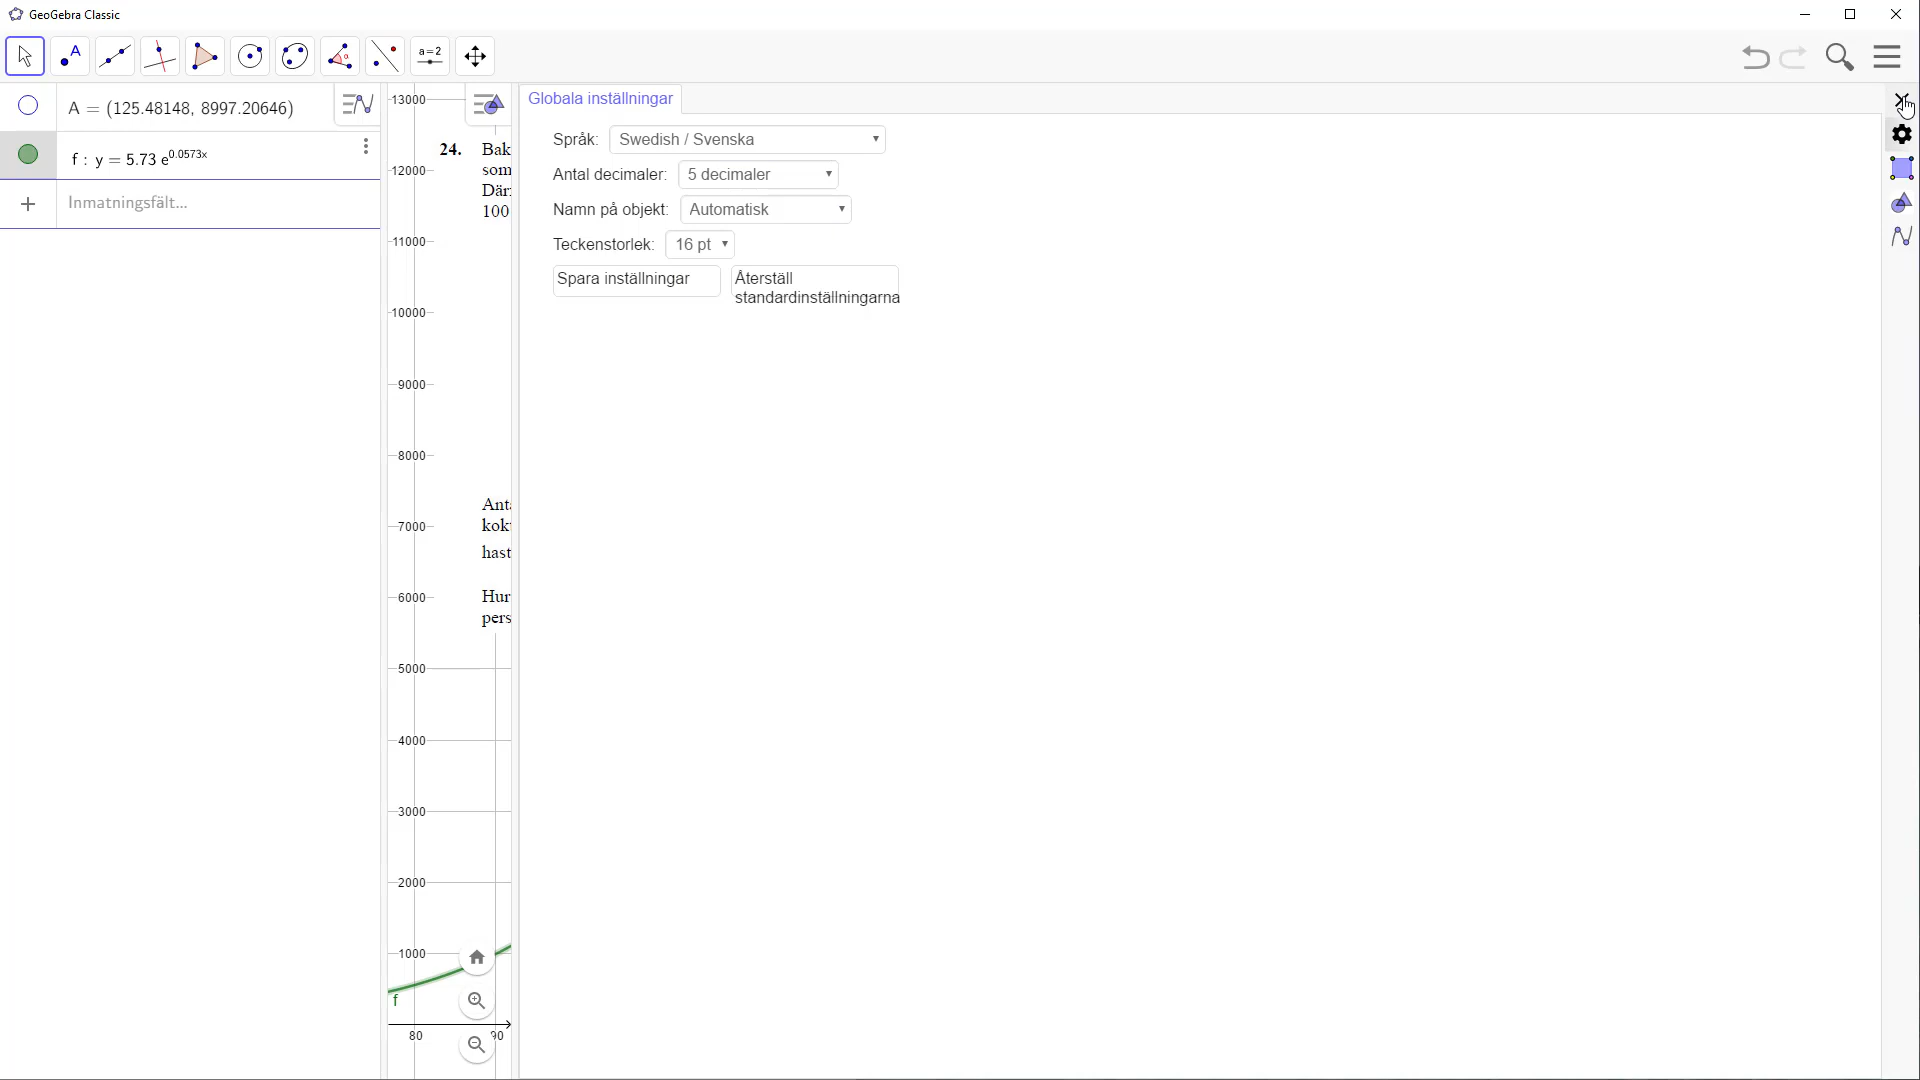 GeoGebra Classic
A = (125.48148, 8997.20646)
f : y = 5.73 e^0.0573x
Inmatningsfält...
13000
12000
11000
10000
9000
8000
7000
6000
5000
4000
3000
2000
1000
f
80
90
24. Bak
som
Där
100
Ant
kok
hast
Hur
pers
Globala inställningar
Språk: Swedish / Svenska
Antal decimaler: 5 decimaler
Namn på objekt: Automatisk
Teckenstorlek: 16 pt
Spara inställningar
Återställ
standardinställningarna
A
a=2
α